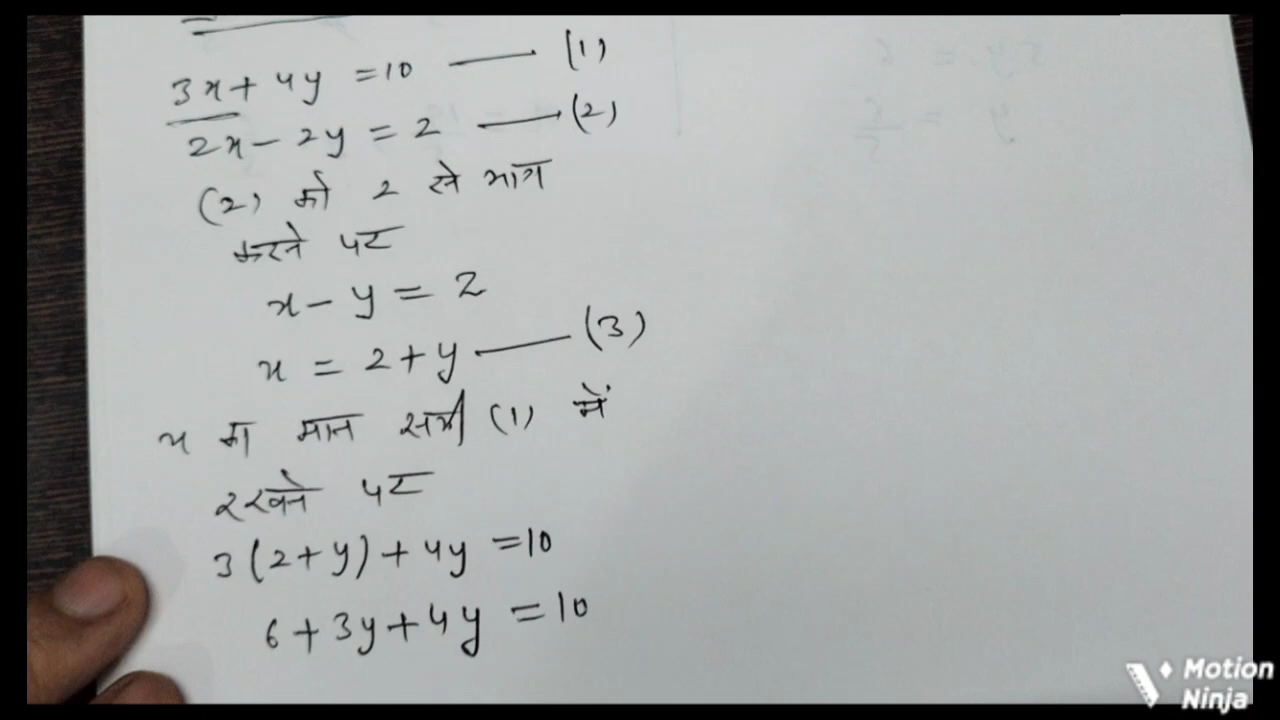 3x + 4y = 10 —— (1)
2x - 2y = 2 —— (2)
(2) को 2 से भाग
करने पर
x - y = 2
x = 2 + y —— (3)
x का मान समी (1) में
रखने पर
3(2 + y) + 4y = 10
6 + 3y + 4y = 10
Motion
Ninja